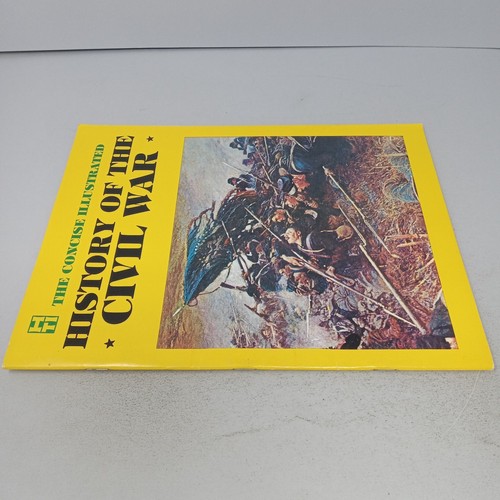 THE CONCISE ILLUSTRATED
HISTORY OF THE
★ CIVIL WAR ★